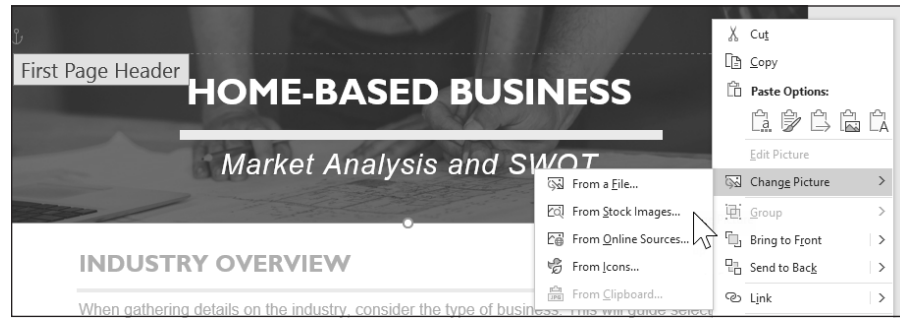 First Page Header
HOME-BASED BUSINESS
Market Analysis and SWOT
INDUSTRY OVERVIEW
When gathering details on the industry, consider the type of business. This will guide select
Cut
Copy
Paste Options:
Edit Picture
Change Picture
Group
Bring to Front
Send to Back
Link
From a File...
From Stock Images...
From Online Sources...
From Icons...
From Clipboard...